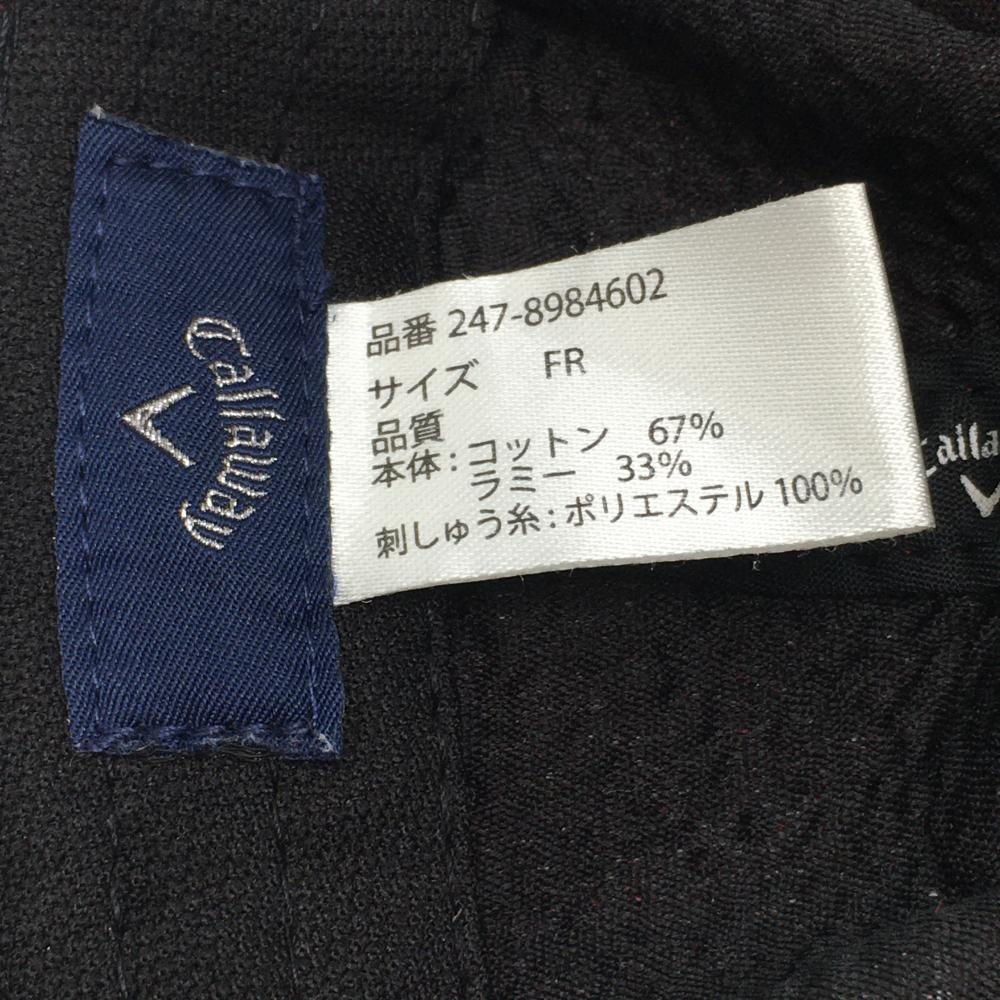 Callaway
品番 247-8984602
サイズ FR
品質
本体：コットン 67%
ラミー 33%
刺しゅう糸：ポリエステル 100%
Calla